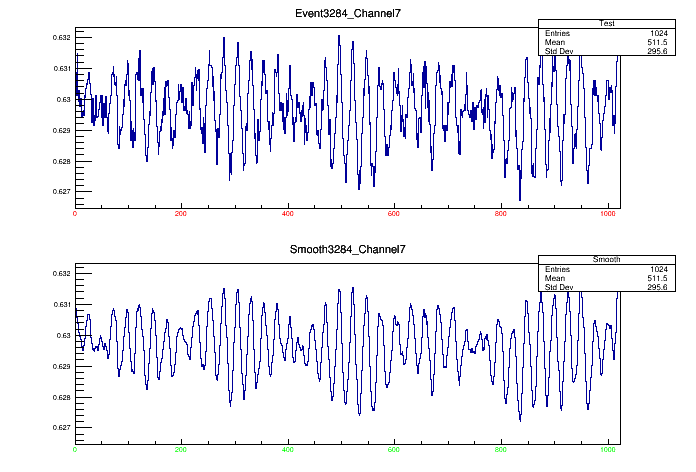 Event3284_Channel7
Test
Entries 1024
Mean 511.5
Std Dev 295.6
0.632
0.631
0.63
0.629
0.628
0.627
0 200 400 600 800 1000
Smooth3284_Channel7
Smooth
Entries 1024
Mean 511.5
Std Dev 295.6
0.632
0.631
0.63
0.629
0.628
0.627
0 200 400 600 800 1000